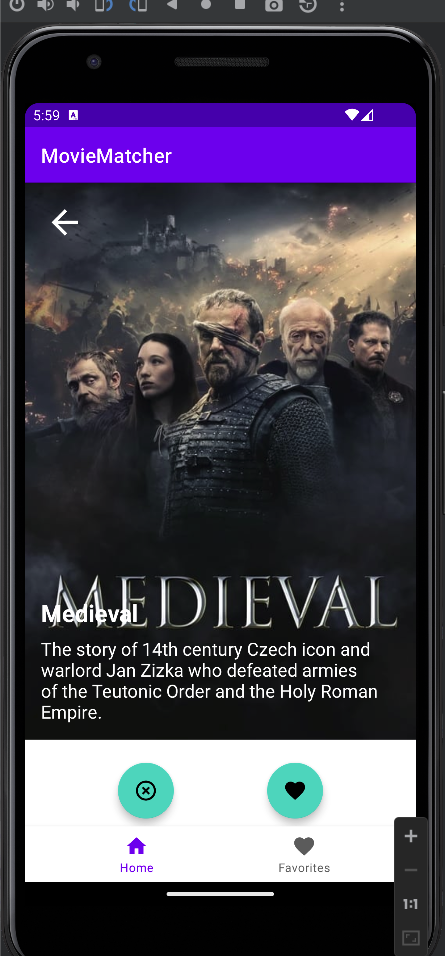 5:59 A
MovieMatcher
MEDIEVAL
Medieval
The story of 14th century Czech icon and
warlord Jan Zizka who defeated armies
of the Teutonic Order and the Holy Roman
Empire.
Home Favorites
1:1